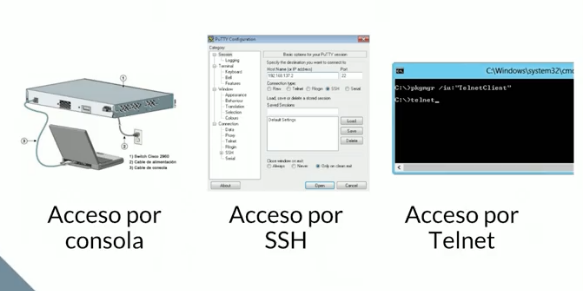 1) Switch Cisco 2960
2) Cable de alimentación
3) Cable de consola
PuTTY Configuration
Category:
Session
Logging
Terminal
Keyboard
Bell
Features
Window
Appearance
Behaviour
Translation
Selection
Colours
Connection
Data
Proxy
Telnet
Rlogin
SSH
Serial
Basic options for your PuTTY session
Specify the destination you want to connect to
Host Name (or IP address) Port
22
Connection type:
Raw Telnet Rlogin SSH Serial
Load, save or delete a stored session
Saved Sessions
Default Settings
Load
Save
Delete
Close window on exit:
Always Never Only on clean exit
About Open Cancel
C:\Windows\system32\cmd
C:\>pkgmgr /iu:"TelnetClient"
C:\>telnet_
Acceso por
consola
Acceso por
SSH
Acceso por
Telnet